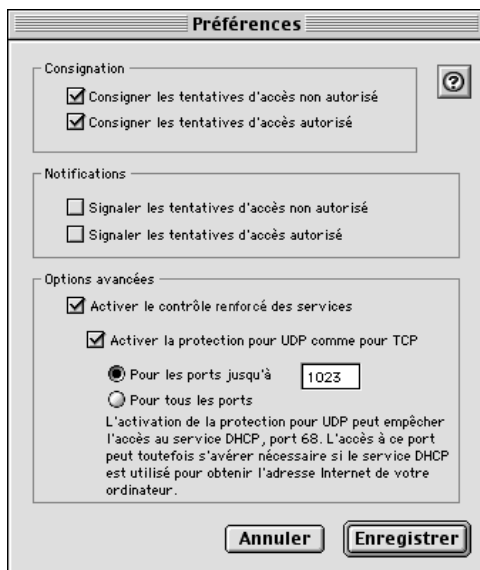 Préférences
Consignation
?
Consigner les tentatives d'accès non autorisé
Consigner les tentatives d'accès autorisé
Notifications
Signaler les tentatives d'accès non autorisé
Signaler les tentatives d'accès autorisé
Options avancées
Activer le contrôle renforcé des services
Activer la protection pour UDP comme pour TCP
Pour les ports jusqu'à 1023
Pour tous les ports
L'activation de la protection pour UDP peut empêcher
l'accès au service DHCP, port 68. L'accès à ce port
peut toutefois s'avérer nécessaire si le service DHCP
est utilisé pour obtenir l'adresse Internet de votre
ordinateur.
Annuler Enregistrer